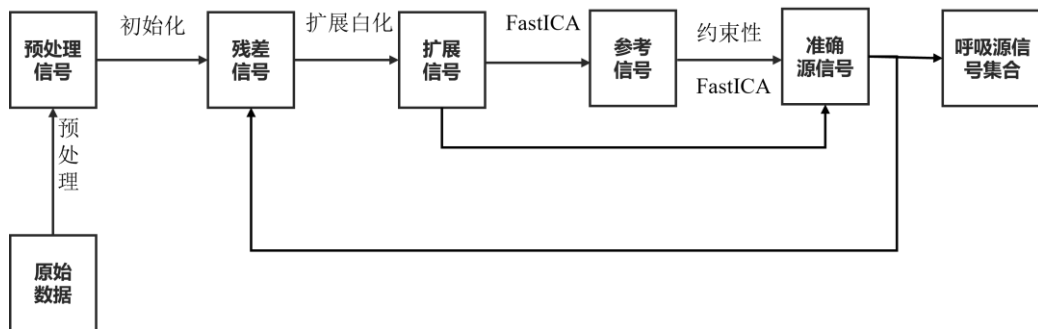 初始化
扩展白化
FastICA
约束性
FastICA
预处理
信号
残差
信号
扩展
信号
参考
信号
准确
源信号
呼吸源信
号集合
预
处
理
原始
数据